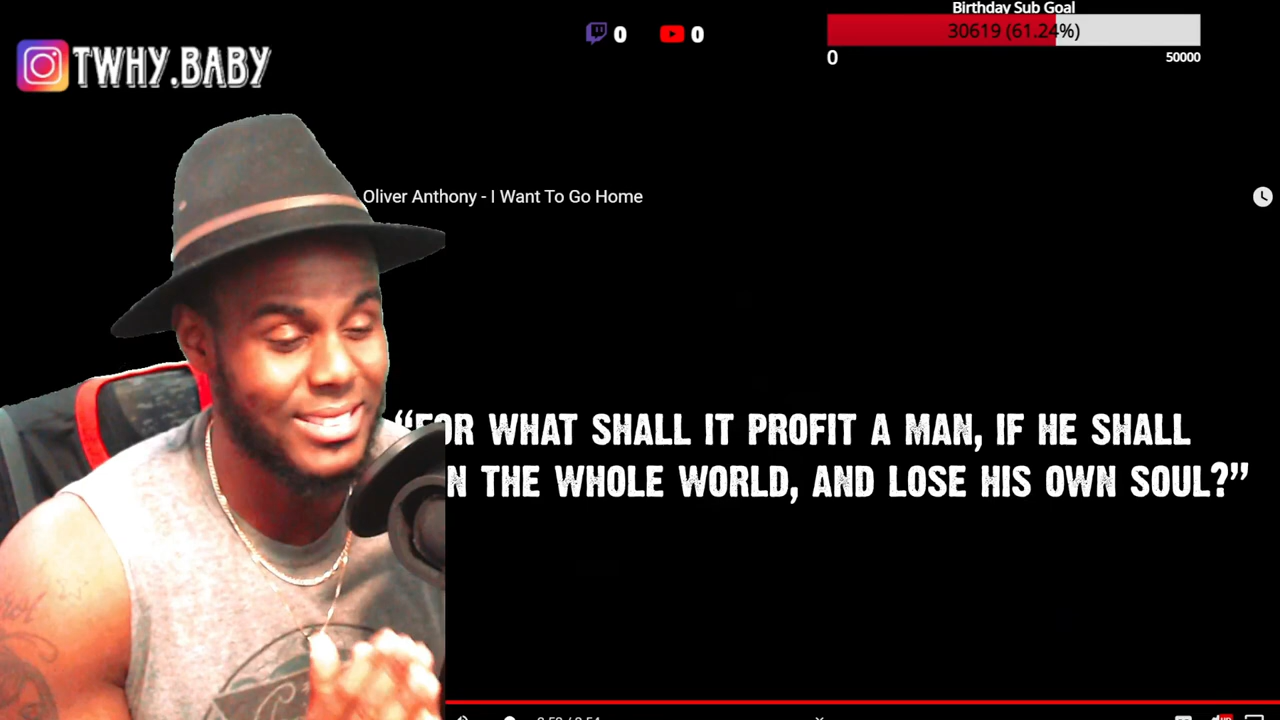 Birthday Sub Goal
TWHY.BABY
0
0
30619 (61.24%)
0
50000
Oliver Anthony - I Want To Go Home
“FOR WHAT SHALL IT PROFIT A MAN, IF HE SHALL
THE WHOLE WORLD, AND LOSE HIS OWN SOUL?”